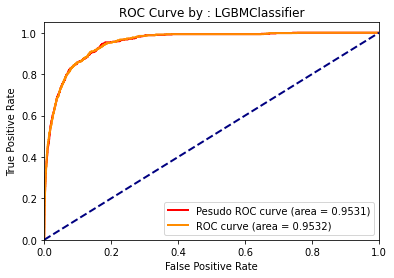 ROC Curve by : LGBMClassifier
True Positive Rate
1.0
0.8
0.6
0.4
0.2
0.0
Pesudo ROC curve (area = 0.9531)
ROC curve (area = 0.9532)
0.0 0.2 0.4 0.6 0.8 1.0
False Positive Rate